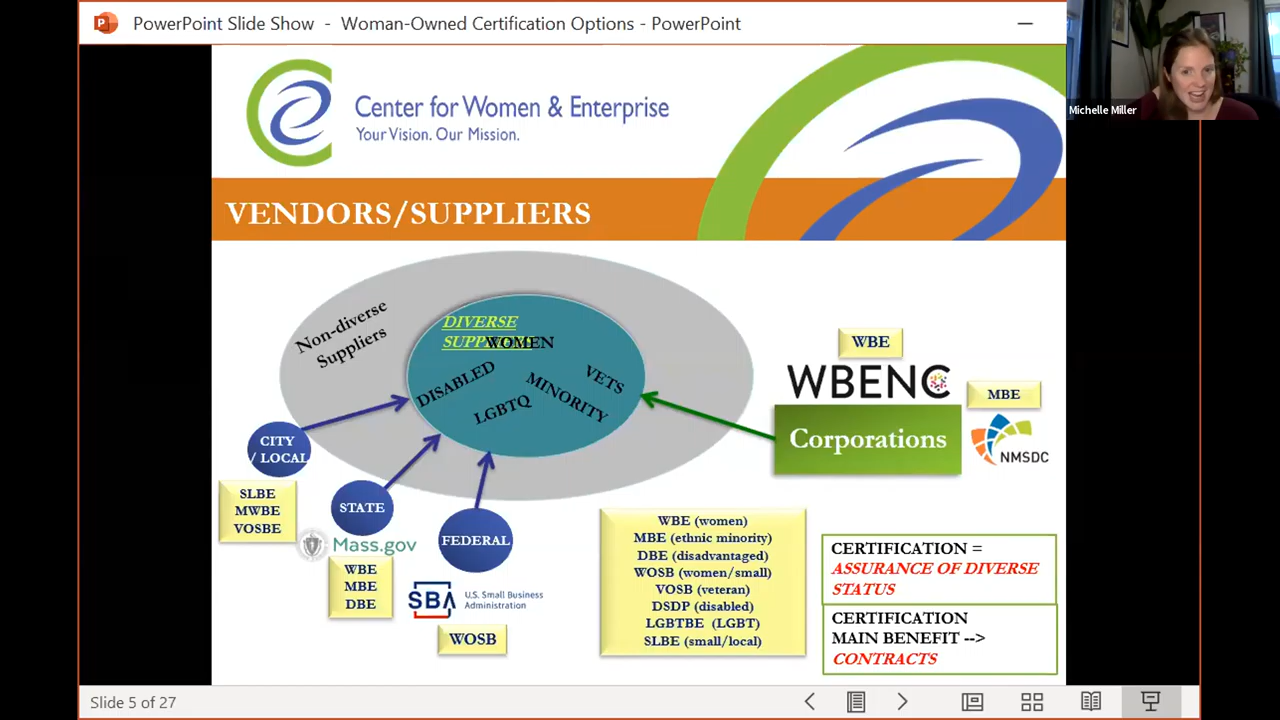 PowerPoint Slide Show - Woman-Owned Certification Options - PowerPoint
Michelle Miller
Center for Women & Enterprise
Your Vision. Our Mission.
VENDORS/SUPPLIERS
Non-diverse
Suppliers
DIVERSE
WOMEN
DISABLED
LGBTQ
MINORITY
VETS
CITY
/ LOCAL
SLBE
MWBE
VOSBE
STATE
Mass.gov
WBE
MBE
DBE
FEDERAL
SBA
U.S. Small Business
Administration
WOSB
WBE
WBENC
MBE
Corporations
NMSDC
WBE (women)
MBE (ethnic minority)
DBE (disadvantaged)
WOSB (women/small)
VOSB (veteran)
DSDP (disabled)
LGBTBE (LGBT)
SLBE (small/local)
CERTIFICATION =
ASSURANCE OF DIVERSE
STATUS
CERTIFICATION
MAIN BENEFIT -->
CONTRACTS
Slide 5 of 27